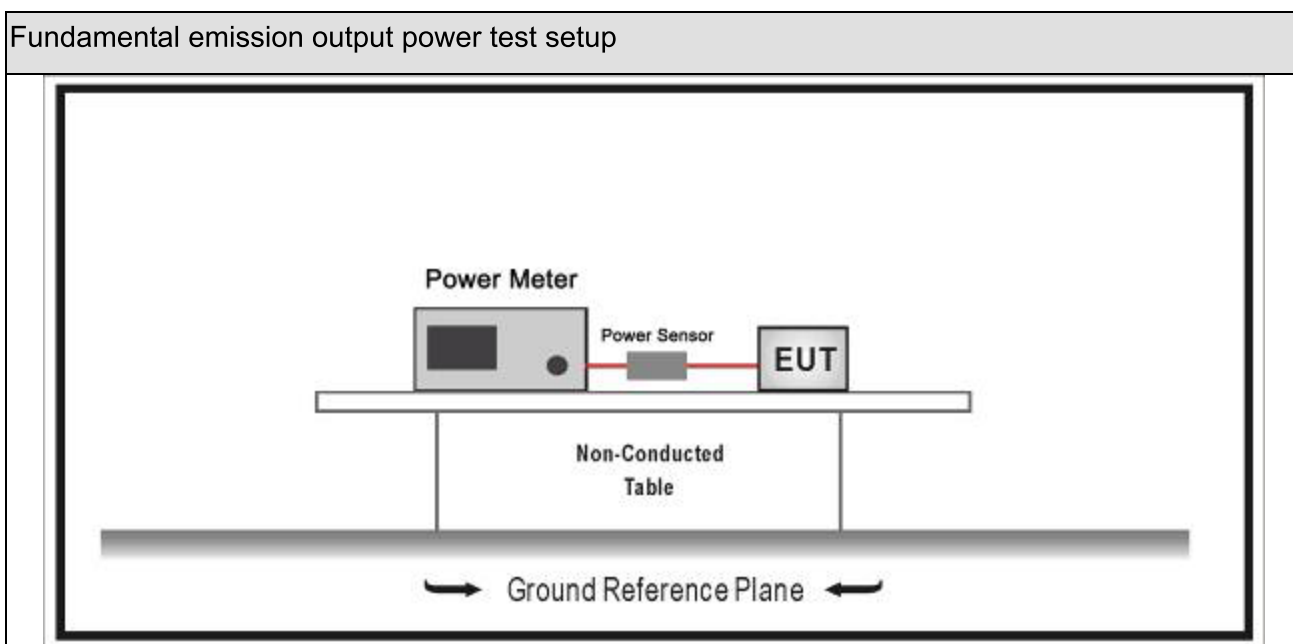 Fundamental emission output power test setup
Power Meter
Power Sensor
EUT
Non-Conducted
Table
Ground Reference Plane